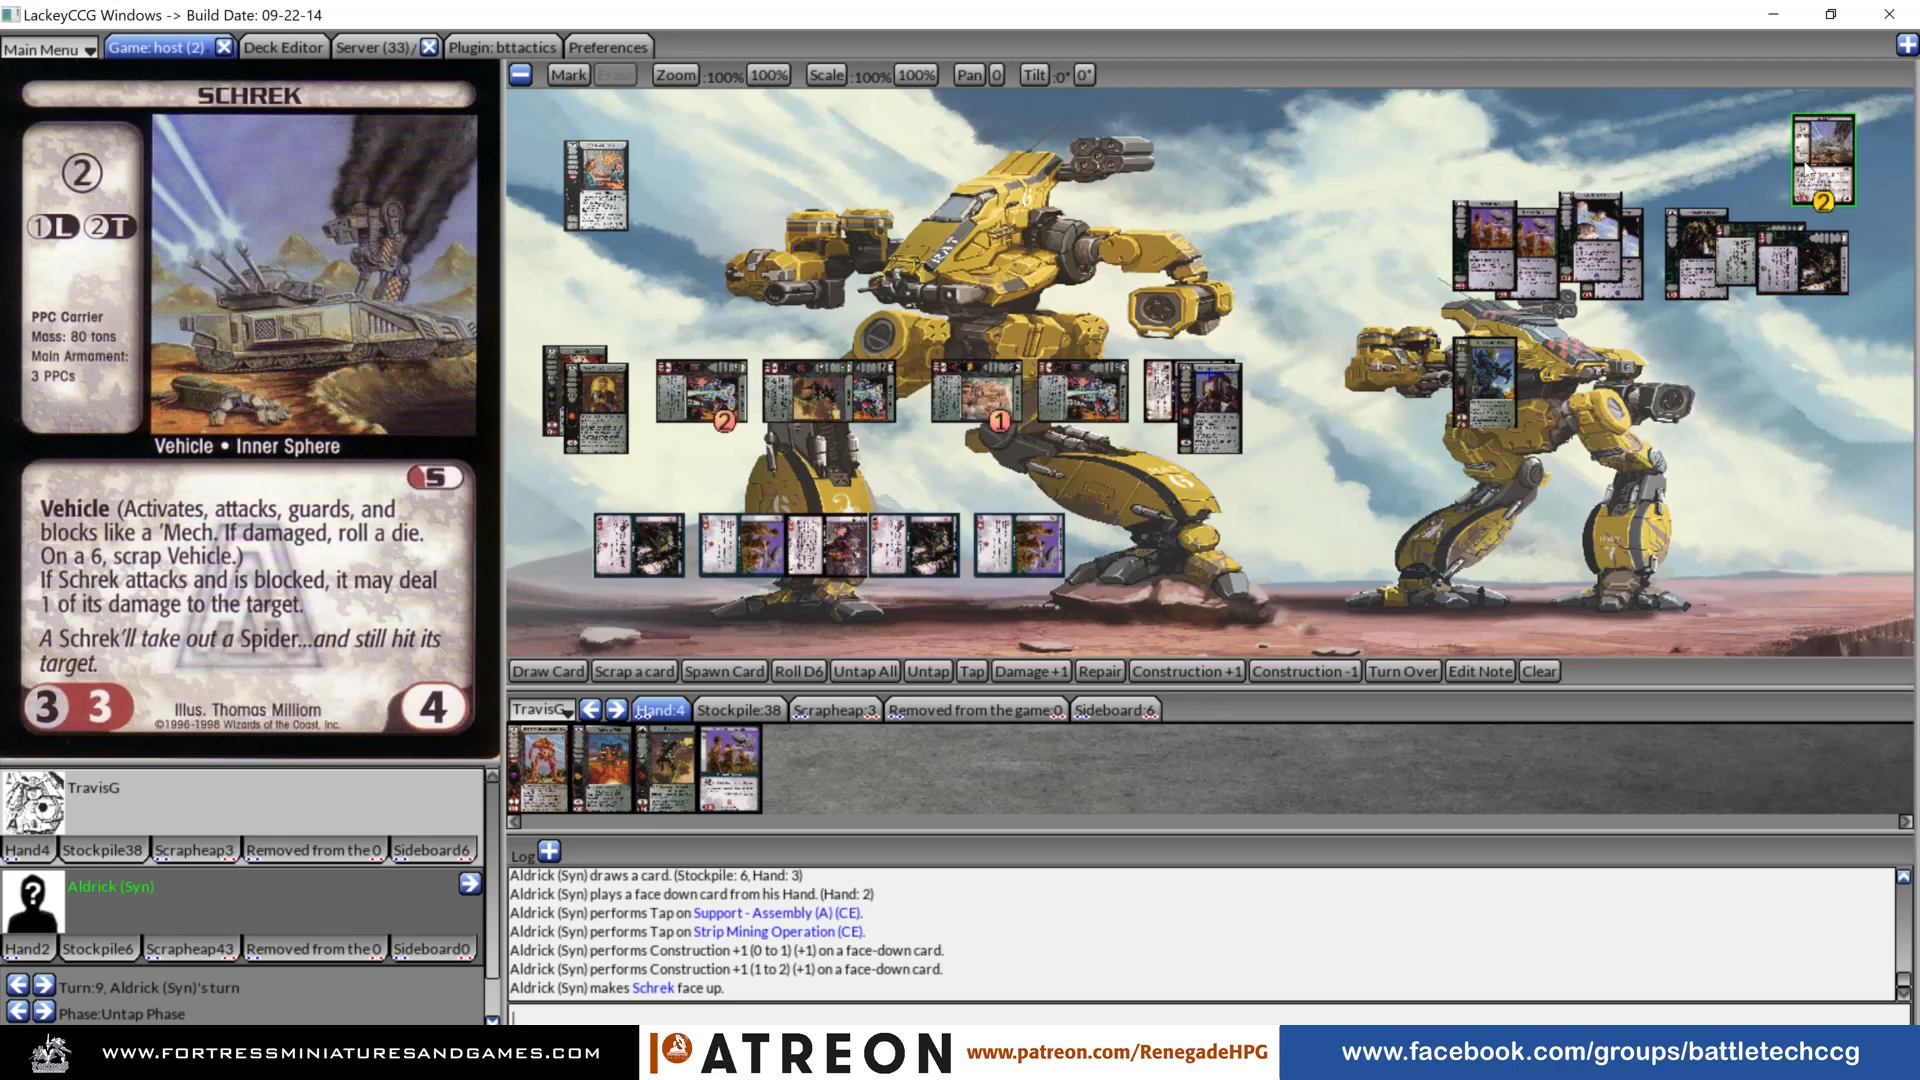 LackeyCCG Windows -> Build Date: 09-22-14
Main Menu
Game: host (2)
Deck Editor
Server (33)/
Plugin: bttactics
Preferences
Mark
Erase
Zoom :100% 100%
Scale :100% 100%
Pan 0
Tilt :0° 0°
SCHREK
2
1L 2T
PPC Carrier
Mass: 80 tons
Main Armament:
3 PPCs
Vehicle • Inner Sphere
5
Vehicle (Activates, attacks, guards, and
blocks like a 'Mech. If damaged, roll a die.
On a 6, scrap Vehicle.)
If Schrek attacks and is blocked, it may deal
1 of its damage to the target.
A Schrek'll take out a Spider...and still hit its
target.
3 3
Illus. Thomas Milliorn
©1996-1998 Wizards of the Coast, Inc.
4
2
2
1
Draw Card
Scrap a card
Spawn Card
Roll D6
Untap All
Untap
Tap
Damage +1
Repair
Construction +1
Construction -1
Turn Over
Edit Note
Clear
TravisG
Hand:4
Stockpile:38
Scrapheap:3
Removed from the game:0
Sideboard:6
TravisG
Hand4
Stockpile38
Scrapheap3
Removed from the 0
Sideboard6
Aldrick (Syn)
Hand2
Stockpile6
Scrapheap43
Removed from the 0
Sideboard0
Turn:9, Aldrick (Syn)'s turn
Phase:Untap Phase
Log
Aldrick (Syn) draws a card. (Stockpile: 6, Hand: 3)
Aldrick (Syn) plays a face down card from his Hand. (Hand: 2)
Aldrick (Syn) performs Tap on Support - Assembly (A) (CE).
Aldrick (Syn) performs Tap on Strip Mining Operation (CE).
Aldrick (Syn) performs Construction +1 (0 to 1) (+1) on a face-down card.
Aldrick (Syn) performs Construction +1 (1 to 2) (+1) on a face-down card.
Aldrick (Syn) makes Schrek face up.
WWW.FORTRESSMINIATURESANDGAMES.COM
PATREON
www.patreon.com/RenegadeHPG
www.facebook.com/groups/battletechccg